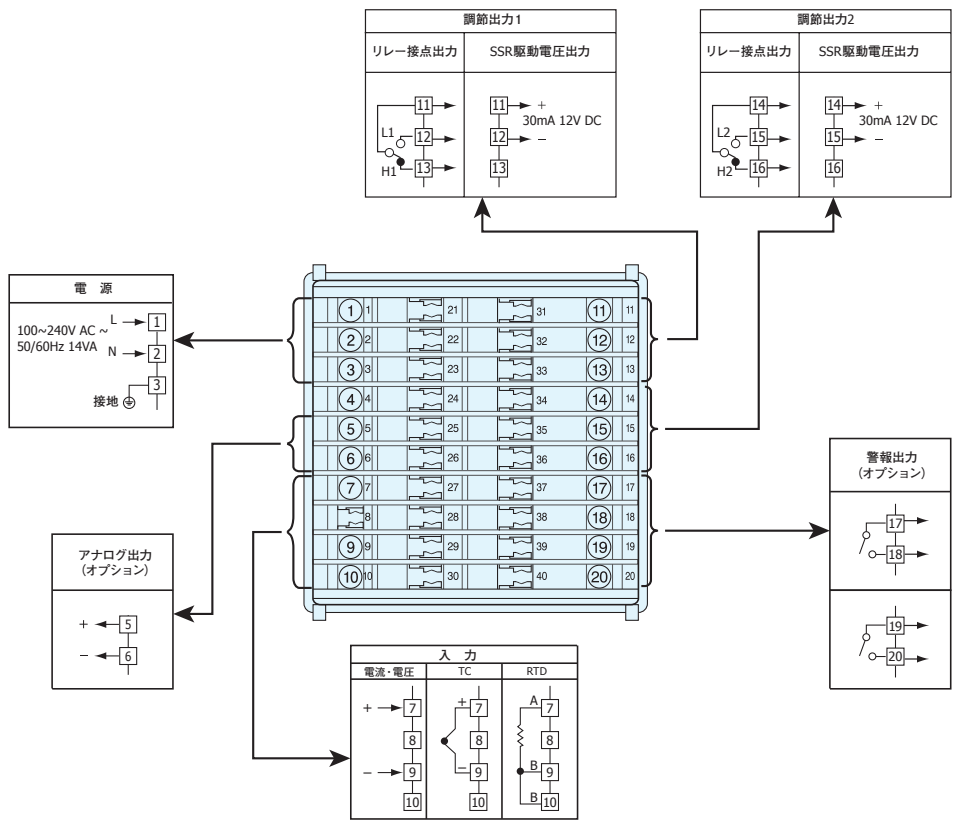 調節出力1
リレー接点出力 SSR駆動電圧出力
11 11 +
30mA 12V DC
L1 12 12 −
H1 13 13
調節出力2
リレー接点出力 SSR駆動電圧出力
14 14 +
30mA 12V DC
L2 15 15 −
H2 16 16
電 源
100~240V AC ~
50/60Hz 14VA
L 1
N 2
3
接地
1 1 21 31 11 11
2 2 22 32 12 12
3 3 23 33 13 13
4 4 24 34 14 14
5 5 25 35 15 15
6 6 26 36 16 16
7 7 27 37 17 17
8 28 38 18 18
9 9 29 39 19 19
10 10 30 40 20 20
アナログ出力
(オプション)
+ 5
− 6
警報出力
(オプション)
17
18
19
20
入 力
電流・電圧 TC RTD
+ 7 + 7 A 7
8 8 8
− 9 − 9 B 9
10 10 B 10